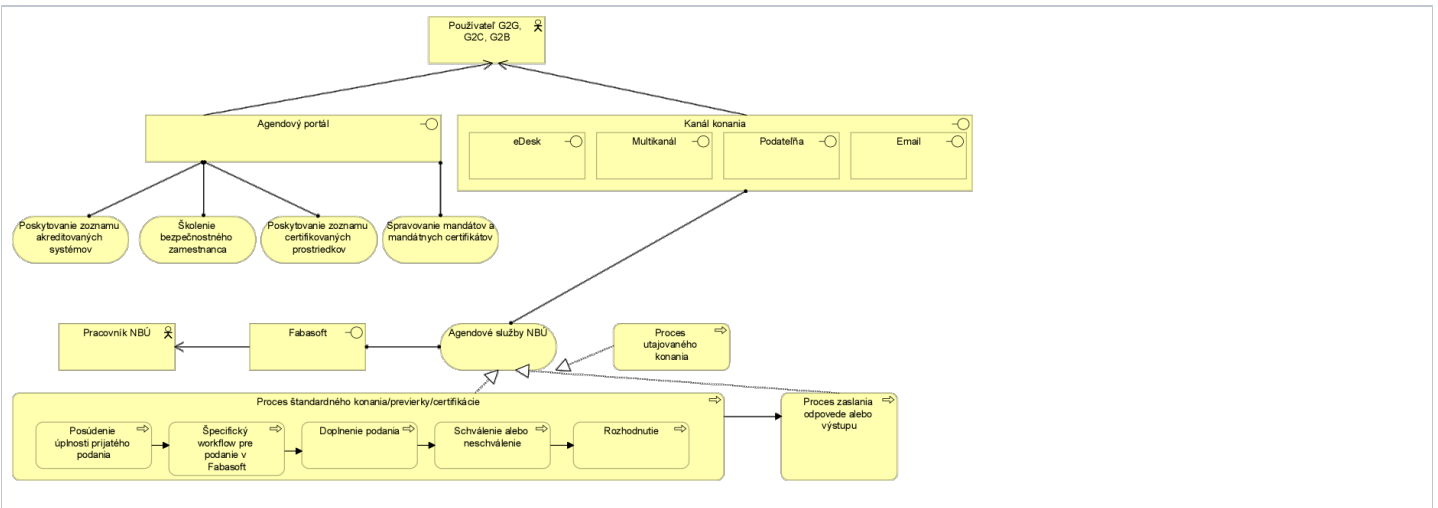 Používateľ G2G,
G2C, G2B
Agendový portál
Kanál konania
eDesk
Multikanál
Podateľňa
Email
Poskytovanie zoznamu
akreditovaných
systémov
Školenie
bezpečnostného
zamestnanca
Poskytovanie zoznamu
certifikovaných
prostriedkov
Spravovanie mandátov a
mandátnych certifikátov
Pracovník NBÚ
Fabasoft
Agendové služby NBÚ
Proces
utajovaného
konania
Proces štandardného konania/previerky/certifikácie
Posúdenie
úplnosti prijatého
podania
Špecifický
workflow pre
podanie v
Fabasoft
Doplnenie podania
Schválenie alebo
neschválenie
Rozhodnutie
Proces zaslania
odpovede alebo
výstupu